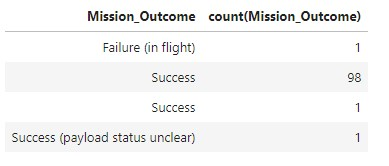 Mission_Outcome count(Mission_Outcome)
Failure (in flight) 1
Success 98
Success 1
Success (payload status unclear) 1